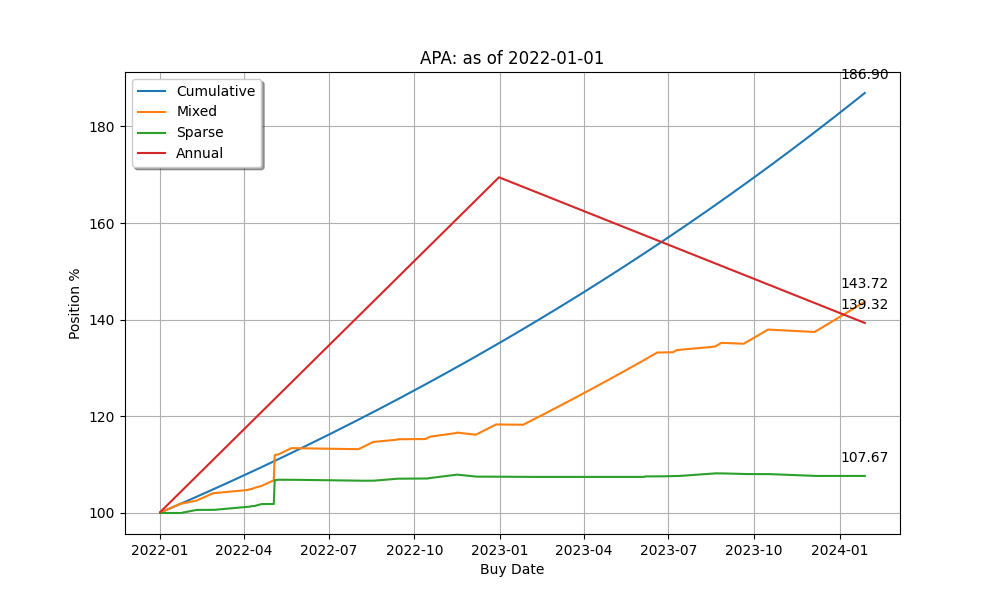 APA: as of 2022-01-01
186.90
Cumulative
Mixed
Sparse
Annual
180
160
143.72
139.32
140
120
107.67
100
Position %
2022-01 2022-04 2022-07 2022-10 2023-01 2023-04 2023-07 2023-10 2024-01
Buy Date